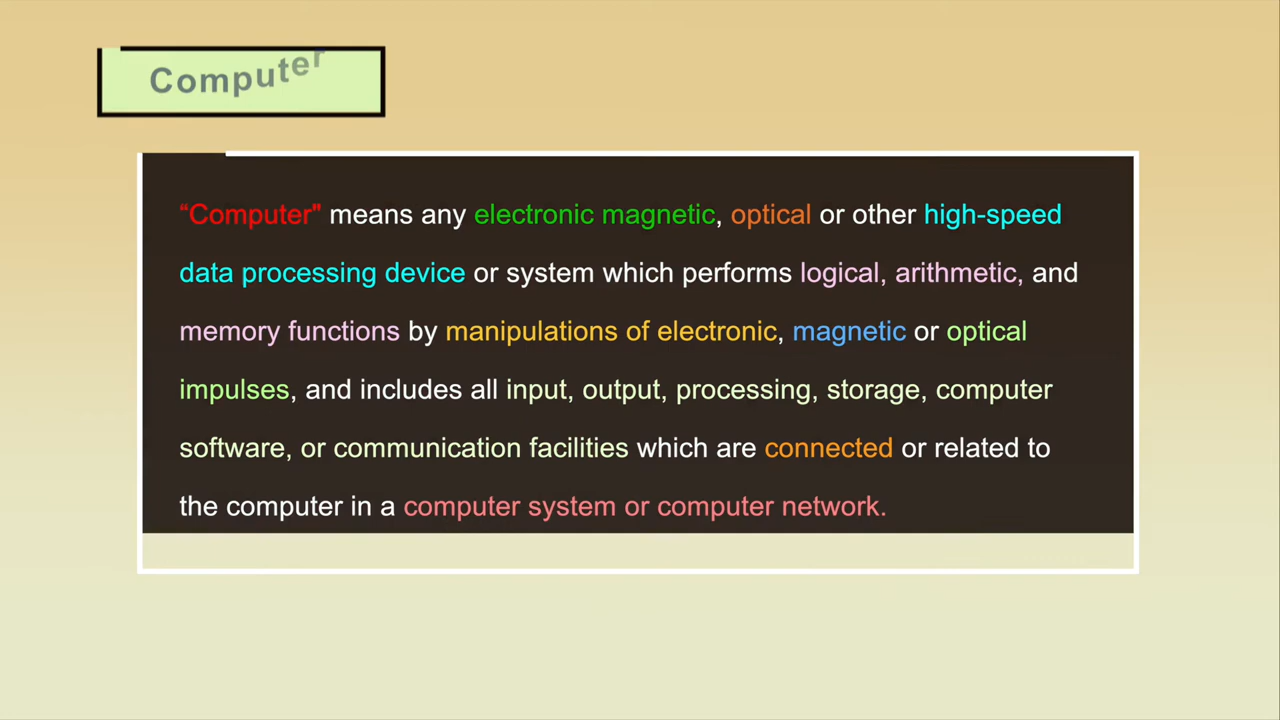 Computer
“Computer" means any electronic magnetic, optical or other high-speed
data processing device or system which performs logical, arithmetic, and
memory functions by manipulations of electronic, magnetic or optical
impulses, and includes all input, output, processing, storage, computer
software, or communication facilities which are connected or related to
the computer in a computer system or computer network.